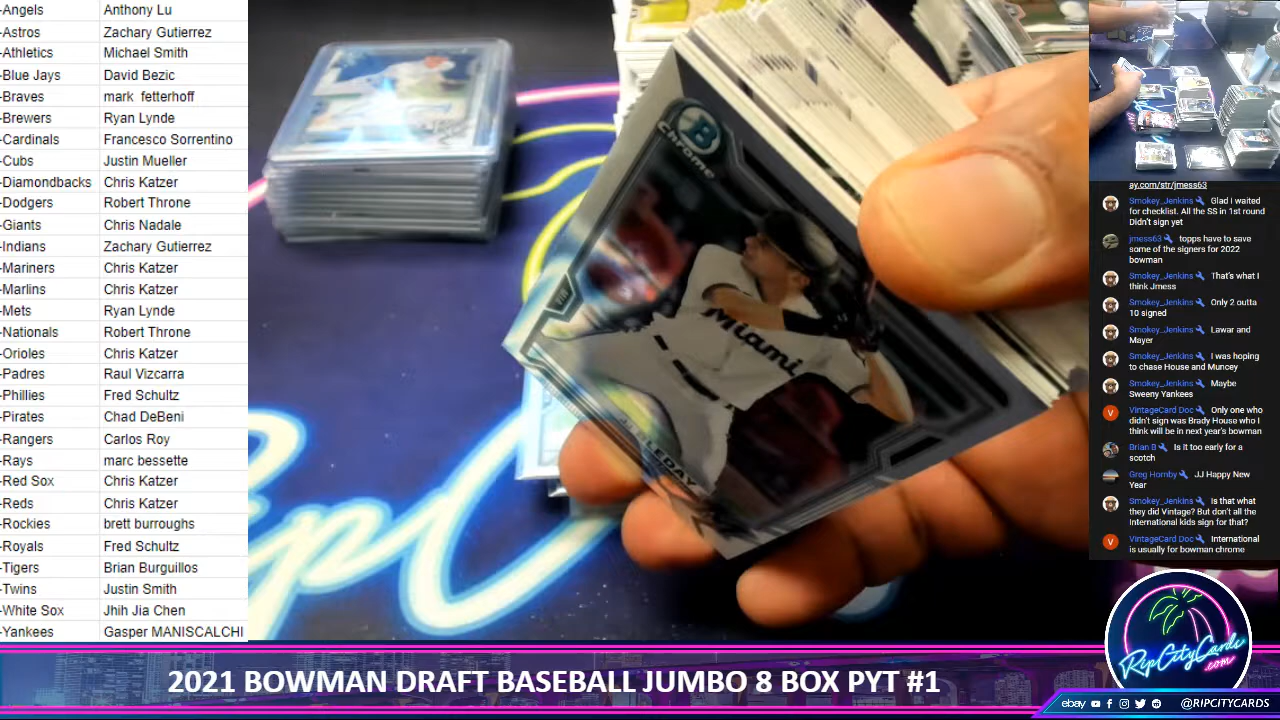 -Angels Anthony Lu
-Astros Zachary Gutierrez
-Athletics Michael Smith
-Blue Jays David Bezic
-Braves mark fetterhoff
-Brewers Ryan Lynde
-Cardinals Francesco Sorrentino
-Cubs Justin Mueller
-Diamondbacks Chris Katzer
-Dodgers Robert Throne
-Giants Chris Nadale
-Indians Zachary Gutierrez
-Mariners Chris Katzer
-Marlins Chris Katzer
-Mets Ryan Lynde
-Nationals Robert Throne
-Orioles Chris Katzer
-Padres Raul Vizcarra
-Phillies Fred Schultz
-Pirates Chad DeBeni
-Rangers Carlos Roy
-Rays marc bessette
-Red Sox Chris Katzer
-Reds Chris Katzer
-Rockies brett burroughs
-Royals Fred Schultz
-Tigers Brian Burguillos
-Twins Justin Smith
-White Sox Jhih Jia Chen
-Yankees Gasper MANISCALCHI
B
chrome
Miami
BLEDAY
ay.com/str/jmess63
Smokey_Jenkins Glad I waited
for checklist. All the SS in 1st round
Didn't sign yet
jmess63 topps have to save
some of the signers for 2022
bowman
Smokey_Jenkins That's what I
think Jmess
Smokey_Jenkins Only 2 outta
10 signed
Smokey_Jenkins Lawar and
Mayer
Smokey_Jenkins I was hoping
to chase House and Muncey
Smokey_Jenkins Maybe
Sweeny Yankees
V VintageCard Doc Only one who
didn't sign was Brady House who I
think will be in next year's bowman
Brian B Is it too early for a
scotch
Greg Hornby JJ Happy New
Year
Smokey_Jenkins Is that what
they did Vintage? But don't all the
International kids sign for that?
V VintageCard Doc International
is usually for bowman chrome
RipCityCards
.com
2021 BOWMAN DRAFT BASEBALL JUMBO 8 BOX PYT #1
ebay @RIPCITYCARDS